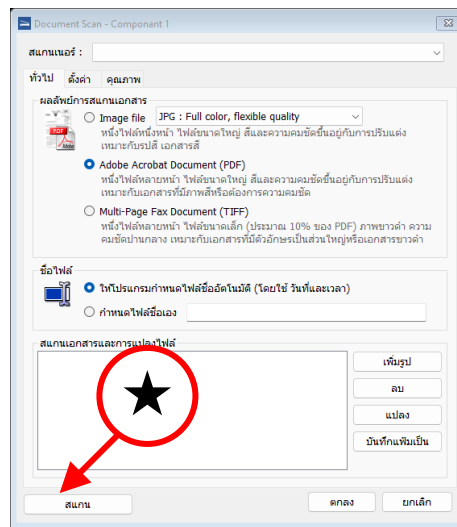 Document Scan - Componant 1
สแกนเนอร์ :
ทั่วไป ตั้งค่า คุณภาพ
ผลลัพย์การสแกนเอกสาร
Image file JPG : Full color, flexible quality
หนึ่งไฟล์หนึ่งหน้า ไฟล์ขนาดใหญ่ สีและความคมชัดขึ้นอยู่กับการปรับแต่ง
เหมาะกับรปสี เอกสารสี
Adobe Acrobat Document (PDF)
หนึ่งไฟล์หลายหน้า ไฟล์ขนาดใหญ่ สีและความคมชัดขึ้นอยู่กับการปรับแต่ง
เหมาะกับเอกสารที่มีภาพสีหรือต้องการความคมชัด
Multi-Page Fax Document (TIFF)
หนึ่งไฟล์หลายหน้า ไฟล์ขนาดเล็ก (ประมาณ 10% ของ PDF) ภาพขาวดำ ความ
คมชัดปานกลาง เหมาะกับเอกสารที่มีตัวอักษรเป็นส่วนใหญ่หรือเอกสารขาวดำ
PDF
Adobe
ชื่อไฟล์
ให้โปรแกรมกำหนดไฟล์ชื่ออัตโนมัติ (โดยใช้ วันที่และเวลา)
กำหนดไฟล์ชื่อเอง
สแกนเอกสารและการแปลงไฟล์
เพิ่มรูป
ลบ
แปลง
บันทึกแฟ้มเป็น
สแกน ตกลง ยกเลิก